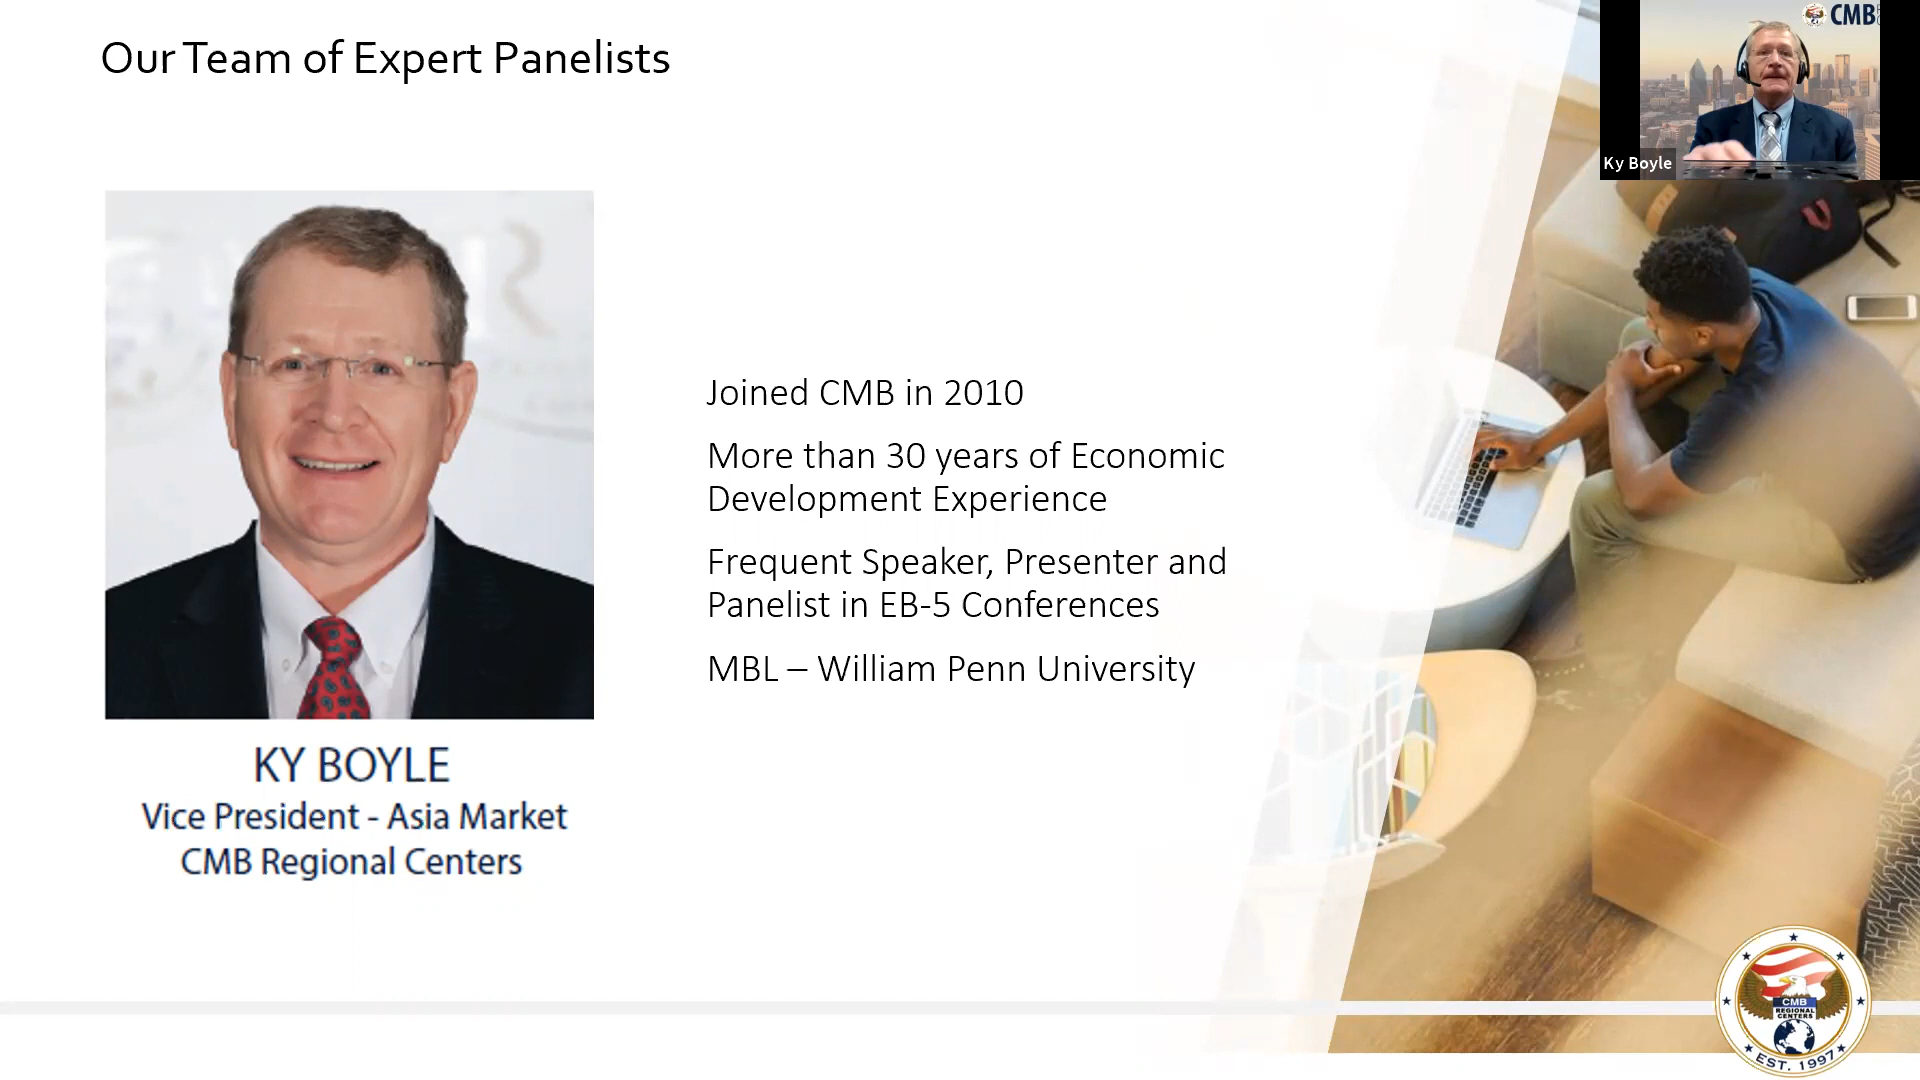 Our Team of Expert Panelists
CMB
Ky Boyle
Joined CMB in 2010
More than 30 years of Economic
Development Experience
Frequent Speaker, Presenter and
Panelist in EB-5 Conferences
MBL – William Penn University
KY BOYLE
Vice President - Asia Market
CMB Regional Centers
CMB
REGIONAL
CENTERS
EST. 1997